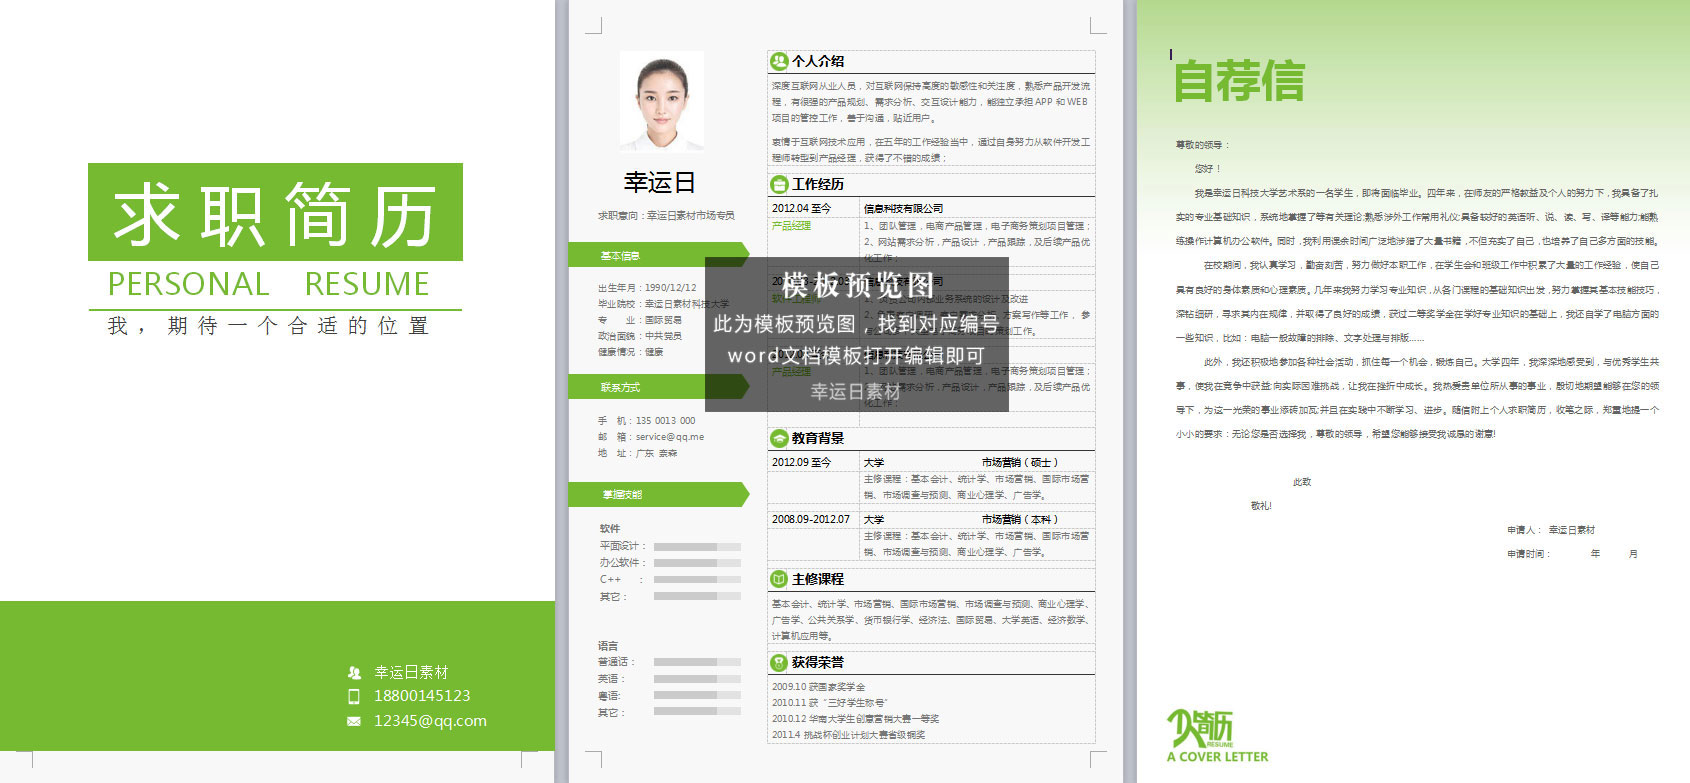 求职简历
PERSONAL RESUME
我，期待一个合适的位置
幸运日素材
18800145123
12345@qq.com
幸运日
求职意向：幸运日素材市场专员
基本信息
出生年月：1990/12/12
毕业院校：幸运日素材科技大学
专 业：国际贸易
政治面貌：中共党员
健康情况：健康
联系方式
手 机：135 0013 000
邮 箱：service@qq.me
地 址：广东
掌握技能
软件
平面设计：
办公软件：
C++ ：
其它：
语言
普通话：
英语：
粤语:
其它：
个人介绍
深度互联网从业人员，对互联网保持高度的敏感性和关注度，熟悉产品开发流
程，有很强的产品规划、需求分析、交互设计能力，能独立承担 APP 和 WEB
项目的管控工作，善于沟通，贴近用户。
衷情于互联网技术应用，在五年的工作经验当中，通过自身努力从软件开发工
程师转型到产品经理，获得了不错的成绩；
工作经历
2012.04 至今 信息科技有限公司
产品经理 1、团队管理，电商产品管理，电子商务策划项目管理；
2、网站需求分析，产品设计，产品跟踪，及后续产品优
化工作；
模板预览图
此为模板预览图，找到对应编号
word文档模板打开编辑即可
幸运日素材
产品经理 1、团队管理，电商产品管理，电子商务策划项目管理；
需求分析，产品设计，产品跟踪，及后续产品优
化工作；
教育背景
2012.09 至今 大学 市场营销（硕士）
主修课程：基本会计、统计学、市场营销、国际市场营
销、市场调查与预测、商业心理学、广告学。
2008.09-2012.07 大学 市场营销（本科）
主修课程：基本会计、统计学、市场营销、国际市场营
销、市场调查与预测、商业心理学、广告学。
主修课程
基本会计、统计学、市场营销、国际市场营销、市场调查与预测、商业心理学、
广告学、公共关系学、货币银行学、经济法、国际贸易、大学英语、经济数学、
计算机应用等。
获得荣誉
2009.10 获国家奖学金
2010.11 获“三好学生称号”
2010.12 华南大学生创意营销大赛一等奖
2011.4 挑战杯创业计划大赛省级铜奖
自荐信
尊敬的领导：
您好！
我是幸运日科技大学艺术系的一名学生，即将面临毕业。四年来，在师友的严格教益及个人的努力下，我具备了扎
实的专业基础知识，系统地掌握了等有关理论;熟悉涉外工作常用礼仪;具备较好的英语听、说、读、写、译等能力;能熟
练操作计算机办公软件。同时，我利用课余时间广泛地涉猎了大量书籍，不但充实了自己，也培养了自己多方面的技能。
在校期间，我认真学习，勤奋刻苦，努力做好本职工作，在学生会和班级工作中积累了大量的工作经验，使自己
具有良好的身体素质和心理素质。几年来我努力学习专业知识，从各门课程的基础知识出发，努力掌握其基本技能技巧，
深钻细研，寻求其内在规律，并取得了良好的成绩，获过二等奖学金在学好专业知识的基础上，我还自学了电脑方面的
一些知识，比如：电脑一般故障的排除、文字处理与排版......
此外，我还积极地参加各种社会活动，抓住每一个机会，锻炼自己。大学四年，我深深地感受到，与优秀学生共
事，使我在竞争中获益;向实际困难挑战，让我在挫折中成长。我热爱贵单位所从事的事业，殷切地期望能够在您的领
导下，为这一光荣的事业添砖加瓦;并且在实践中不断学习、进步。随信附上个人求职简历，收笔之际，郑重地提一个
小小的要求：无论您是否选择我，尊敬的领导，希望您能够接受我诚恳的谢意!
此致
敬礼!
申请人： 幸运日素材
申请时间： 年 月
简历
RESUME
A COVER LETTER